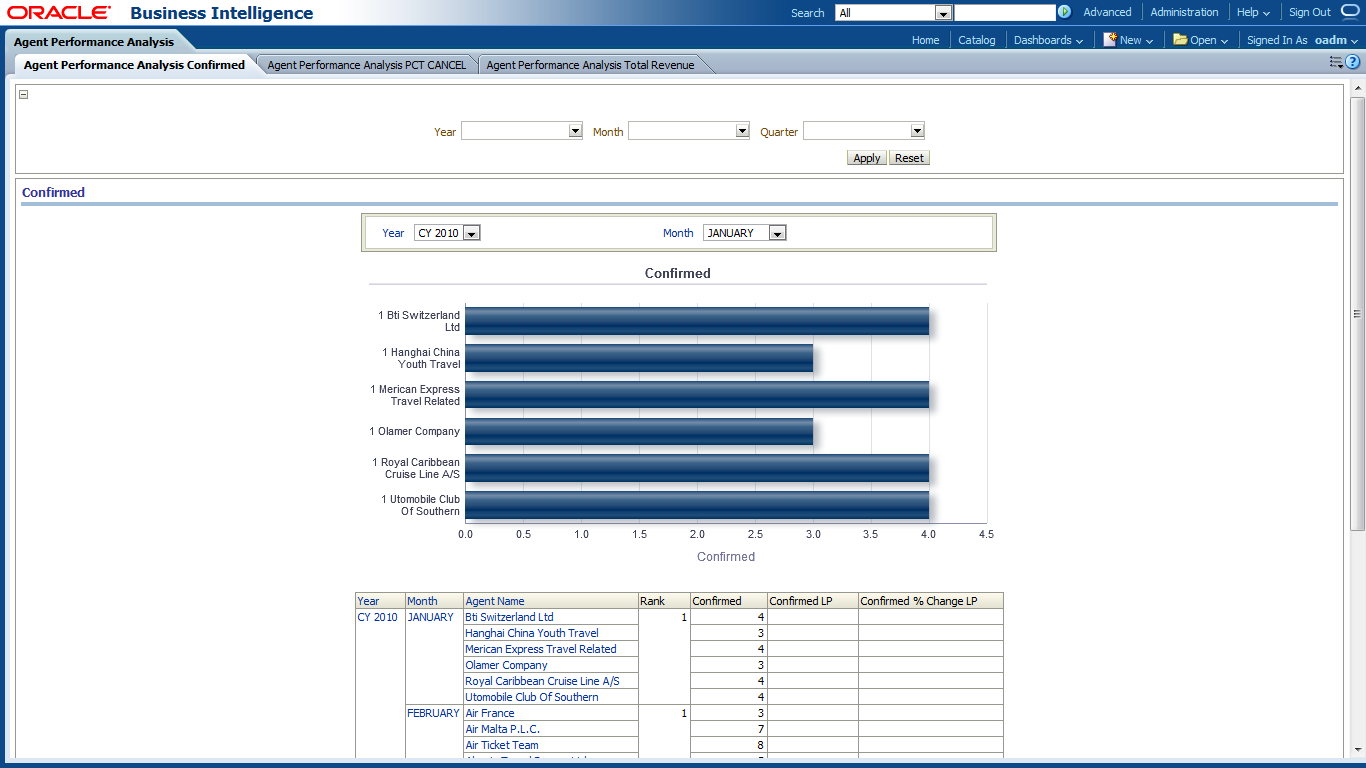 ORACLE Business Intelligence
Search All Advanced Administration Help Sign Out
Agent Performance Analysis Home Catalog Dashboards New Open Signed In As oadm
Agent Performance Analysis Confirmed Agent Performance Analysis PCT CANCEL Agent Performance Analysis Total Revenue
Year Month Quarter
Apply Reset
Confirmed
Year CY 2010 Month JANUARY
Confirmed
1 Bti Switzerland
Ltd
1 Hanghai China
Youth Travel
1 Merican Express
Travel Related
1 Olamer Company
1 Royal Caribbean
Cruise Line A/S
1 Utomobile Club
Of Southern
0.0 0.5 1.0 1.5 2.0 2.5 3.0 3.5 4.0 4.5
Confirmed
Year Month Agent Name Rank Confirmed Confirmed LP Confirmed % Change LP
CY 2010 JANUARY Bti Switzerland Ltd 1 4
Hanghai China Youth Travel 3
Merican Express Travel Related 4
Olamer Company 3
Royal Caribbean Cruise Line A/S 4
Utomobile Club Of Southern 4
FEBRUARY Air France 1 3
Air Malta P.L.C. 7
Air Ticket Team 8